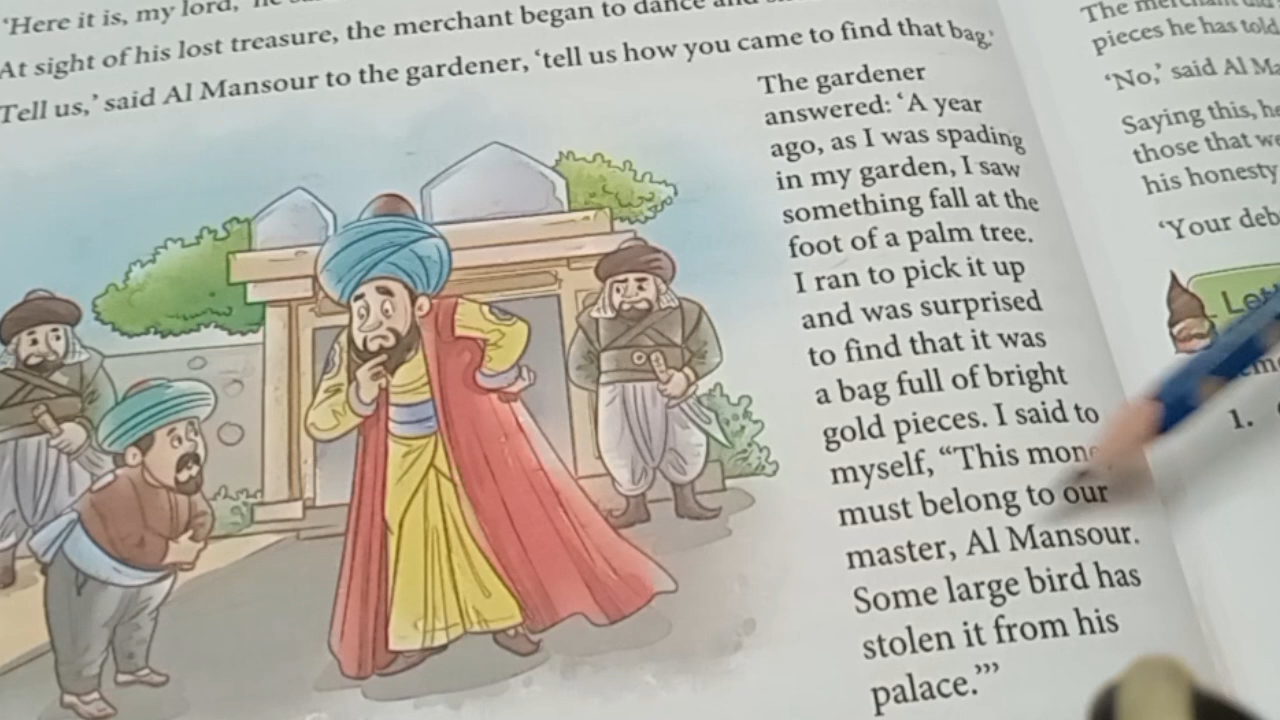 'Here it is, my lord,' he
At sight of his lost treasure, the merchant began to dance and
Tell us,' said Al Mansour to the gardener, 'tell us how you came to find that bag.'
The gardener
answered: 'A year
ago, as I was spading
in my garden, I saw
something fall at the
foot of a palm tree.
I ran to pick it up
and was surprised
to find that it was
a bag full of bright
gold pieces. I said to
myself, "This
must belong to our
master, Al Mansour.
Some large bird has
stolen it from his
palace."'
The merchant
pieces he has told
'No,' said Al
Saying this,
those that
his honesty
'Your
1.